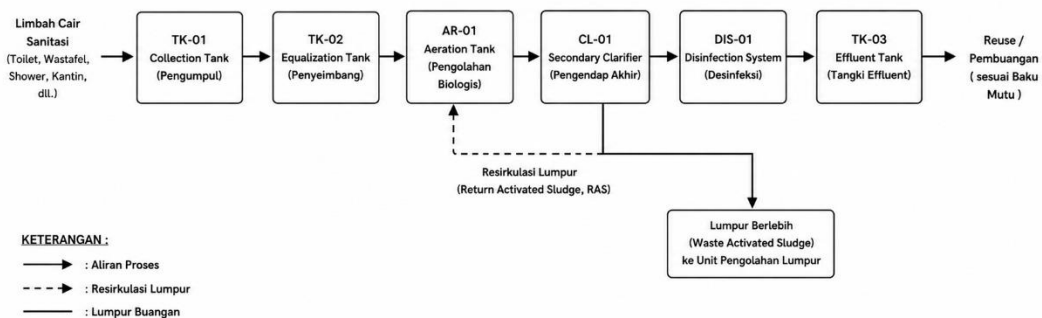 Limbah Cair
Sanitasi
(Toilet, Wastafel,
Shower, Kantin,
dll.)
TK-01
Collection Tank
(Pengumpul)
TK-02
Equalization Tank
(Penyeimbang)
AR-01
Aeration Tank
(Pengolahan
Biologis)
CL-01
Secondary Clarifier
(Pengendap Akhir)
DIS-01
Disinfection System
(Desinfeksi)
TK-03
Effluent Tank
(Tangki Effluent)
Reuse /
Pembuangan
( sesuai Baku
Mutu )
Resirkulasi Lumpur
(Return Activated Sludge, RAS)
Lumpur Berlebih
(Waste Activated Sludge)
ke Unit Pengolahan Lumpur
KETERANGAN :
: Aliran Proses
: Resirkulasi Lumpur
: Lumpur Buangan